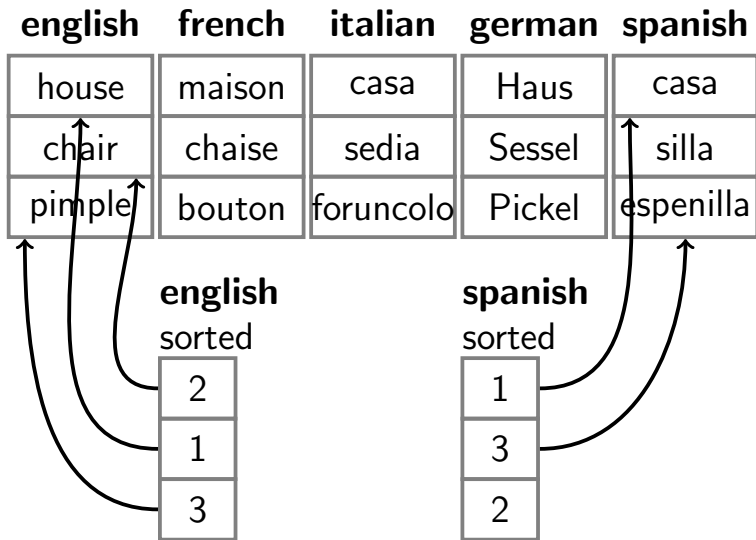 english french italian german spanish
house maison casa Haus casa
chair chaise sedia Sessel silla
pimple bouton foruncolo Pickel espenilla
english spanish
sorted sorted
2 1
1 3
3 2